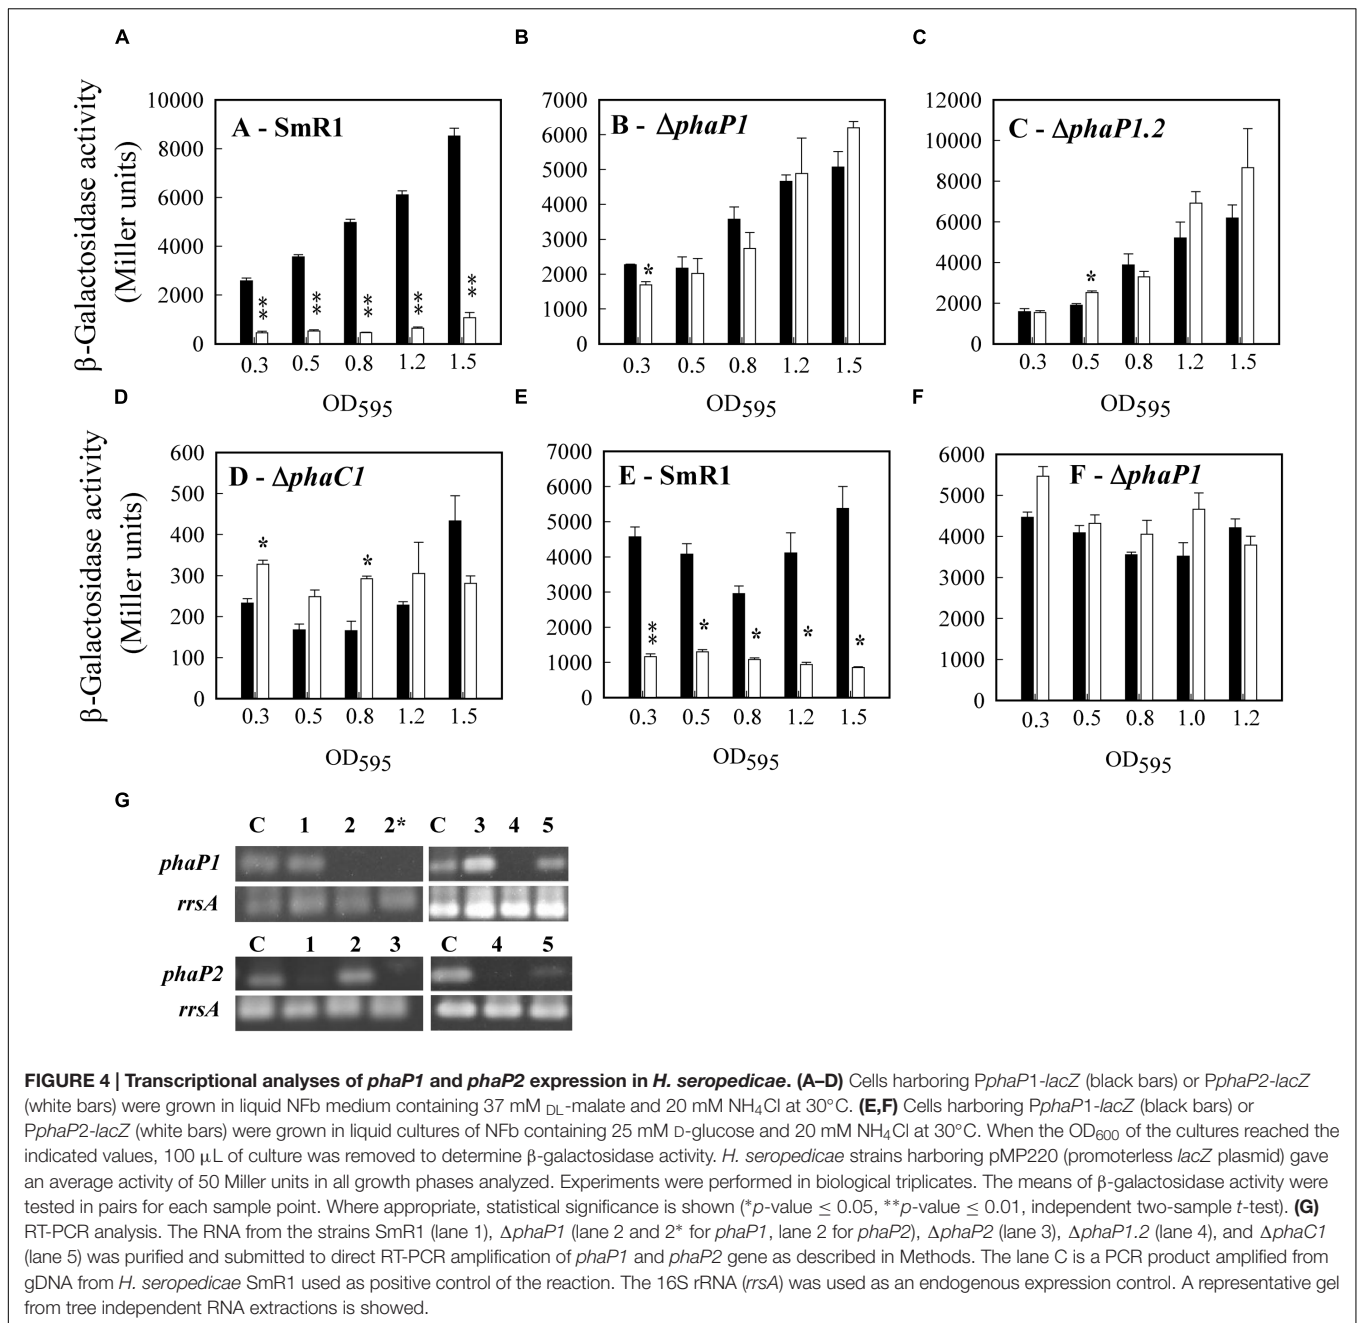 A
B
C
β-Galactosidase activity
(Miller units)
A - SmR1
10000
8000
6000
4000
2000
0
** ** ** ** **
0.3 0.5 0.8 1.2 1.5
OD595
B - ΔphaP1
7000
6000
5000
4000
3000
2000
1000
0
*
0.3 0.5 0.8 1.2 1.5
OD595
C - ΔphaP1.2
12000
10000
8000
6000
4000
2000
0
*
0.3 0.5 0.8 1.2 1.5
OD595
D
E
F
β-Galactosidase activity
(Miller units)
D - ΔphaC1
600
500
400
300
200
100
0
* *
0.3 0.5 0.8 1.2 1.5
OD595
E - SmR1
7000
6000
5000
4000
3000
2000
1000
0
** * * * *
0.3 0.5 0.8 1.2 1.5
OD595
F - ΔphaP1
6000
5000
4000
3000
2000
1000
0
0.3 0.5 0.8 1.0 1.2
OD595
G
C 1 2 2* C 3 4 5
phaP1
rrsA
C 1 2 3 C 4 5
phaP2
rrsA
FIGURE 4 | Transcriptional analyses of phaP1 and phaP2 expression in H. seropedicae. (A–D) Cells harboring PphaP1-lacZ (black bars) or PphaP2-lacZ
(white bars) were grown in liquid NFb medium containing 37 mM DL-malate and 20 mM NH4Cl at 30°C. (E,F) Cells harboring PphaP1-lacZ (black bars) or
PphaP2-lacZ (white bars) were grown in liquid cultures of NFb containing 25 mM D-glucose and 20 mM NH4Cl at 30°C. When the OD600 of the cultures reached the
indicated values, 100 μL of culture was removed to determine β-galactosidase activity. H. seropedicae strains harboring pMP220 (promoterless lacZ plasmid) gave
an average activity of 50 Miller units in all growth phases analyzed. Experiments were performed in biological triplicates. The means of β-galactosidase activity were
tested in pairs for each sample point. Where appropriate, statistical significance is shown (*p-value ≤ 0.05, **p-value ≤ 0.01, independent two-sample t-test). (G)
RT-PCR analysis. The RNA from the strains SmR1 (lane 1), ΔphaP1 (lane 2 and 2* for phaP1, lane 2 for phaP2), ΔphaP2 (lane 3), ΔphaP1.2 (lane 4), and ΔphaC1
(lane 5) was purified and submitted to direct RT-PCR amplification of phaP1 and phaP2 gene as described in Methods. The lane C is a PCR product amplified from
gDNA from H. seropedicae SmR1 used as positive control of the reaction. The 16S rRNA (rrsA) was used as an endogenous expression control. A representative gel
from tree independent RNA extractions is showed.